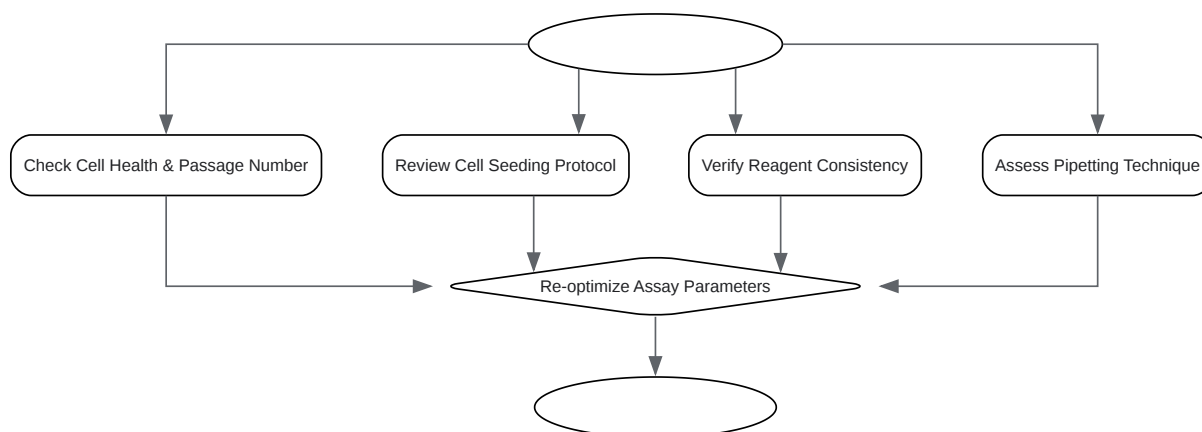 Check Cell Health & Passage Number
Review Cell Seeding Protocol
Verify Reagent Consistency
Assess Pipetting Technique
Re-optimize Assay Parameters